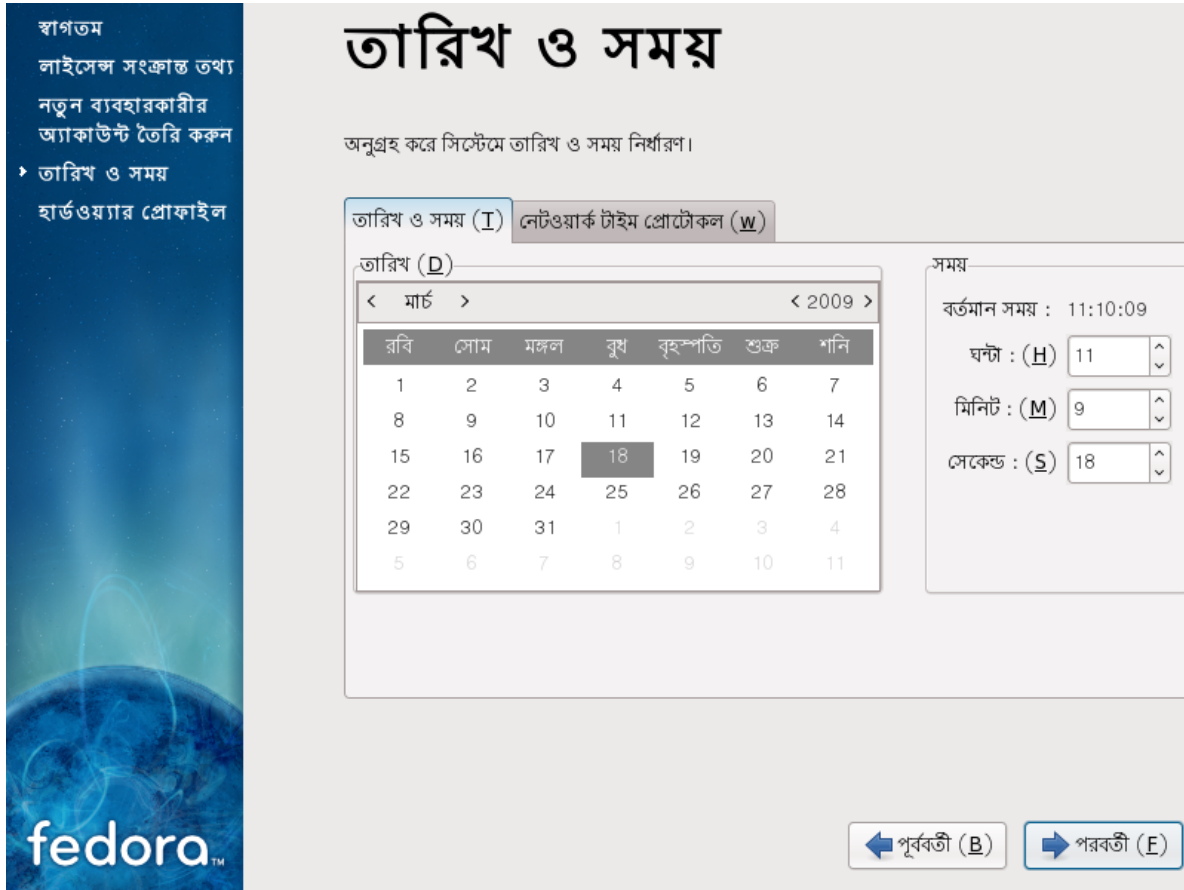 স্বাগতম
লাইসেন্স সংক্রান্ত তথ্য
নতুন ব্যবহারকারীর
অ্যাকাউন্ট তৈরি করুন
তারিখ ও সময়
হার্ডওয়্যার প্রোফাইল
fedora™
তারিখ ও সময়
অনুগ্রহ করে সিস্টেমে তারিখ ও সময় নির্ধারণ।
তারিখ ও সময় (T) নেটওয়ার্ক টাইম প্রোটোকল (w)
তারিখ (D)
< মার্চ > < 2009 >
রবি সোম মঙ্গল বুধ বৃহস্পতি শুক্র শনি
1 2 3 4 5 6 7
8 9 10 11 12 13 14
15 16 17 18 19 20 21
22 23 24 25 26 27 28
29 30 31 1 2 3 4
5 6 7 8 9 10 11
সময়
বর্তমান সময় : 11:10:09
ঘন্টা : (H) 11
মিনিট : (M) 9
সেকেন্ড : (S) 18
পূর্ববর্তী (B) পরবর্তী (F)